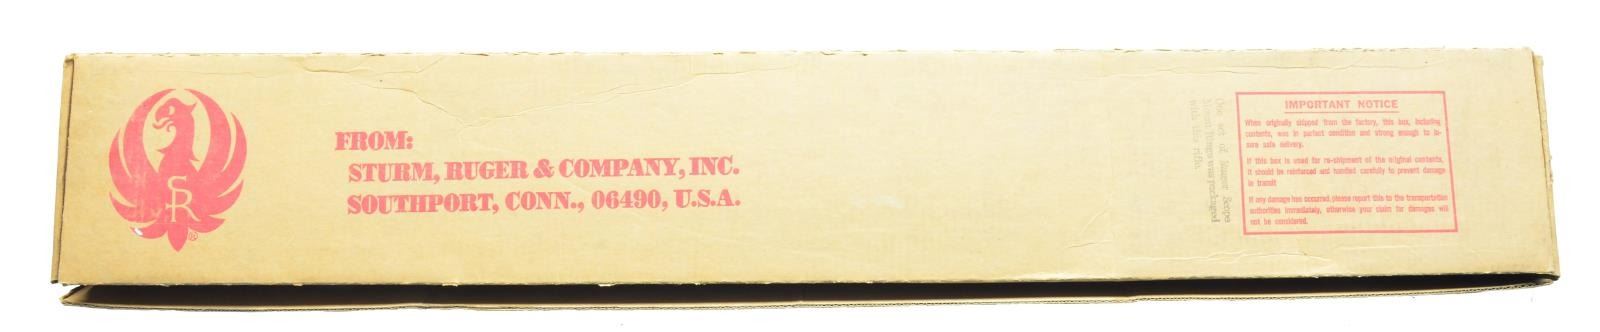 SR
®
FROM:
STURM, RUGER & COMPANY, INC.
SOUTHPORT, CONN., 06490, U.S.A.
One set of Ruger Scope
Mount Rings was packaged
with this rifle.
IMPORTANT NOTICE
When originally shipped from the factory, this box, including
contents, was in perfect condition and strong enough to in-
sure safe delivery.
If this box is used for re-shipment of the original contents,
it should be reinforced and handled carefully to prevent damage
in transit
If any damage has occurred, please report this to the transportation
authorities immediately, otherwise your claim for damages will
not be considered.